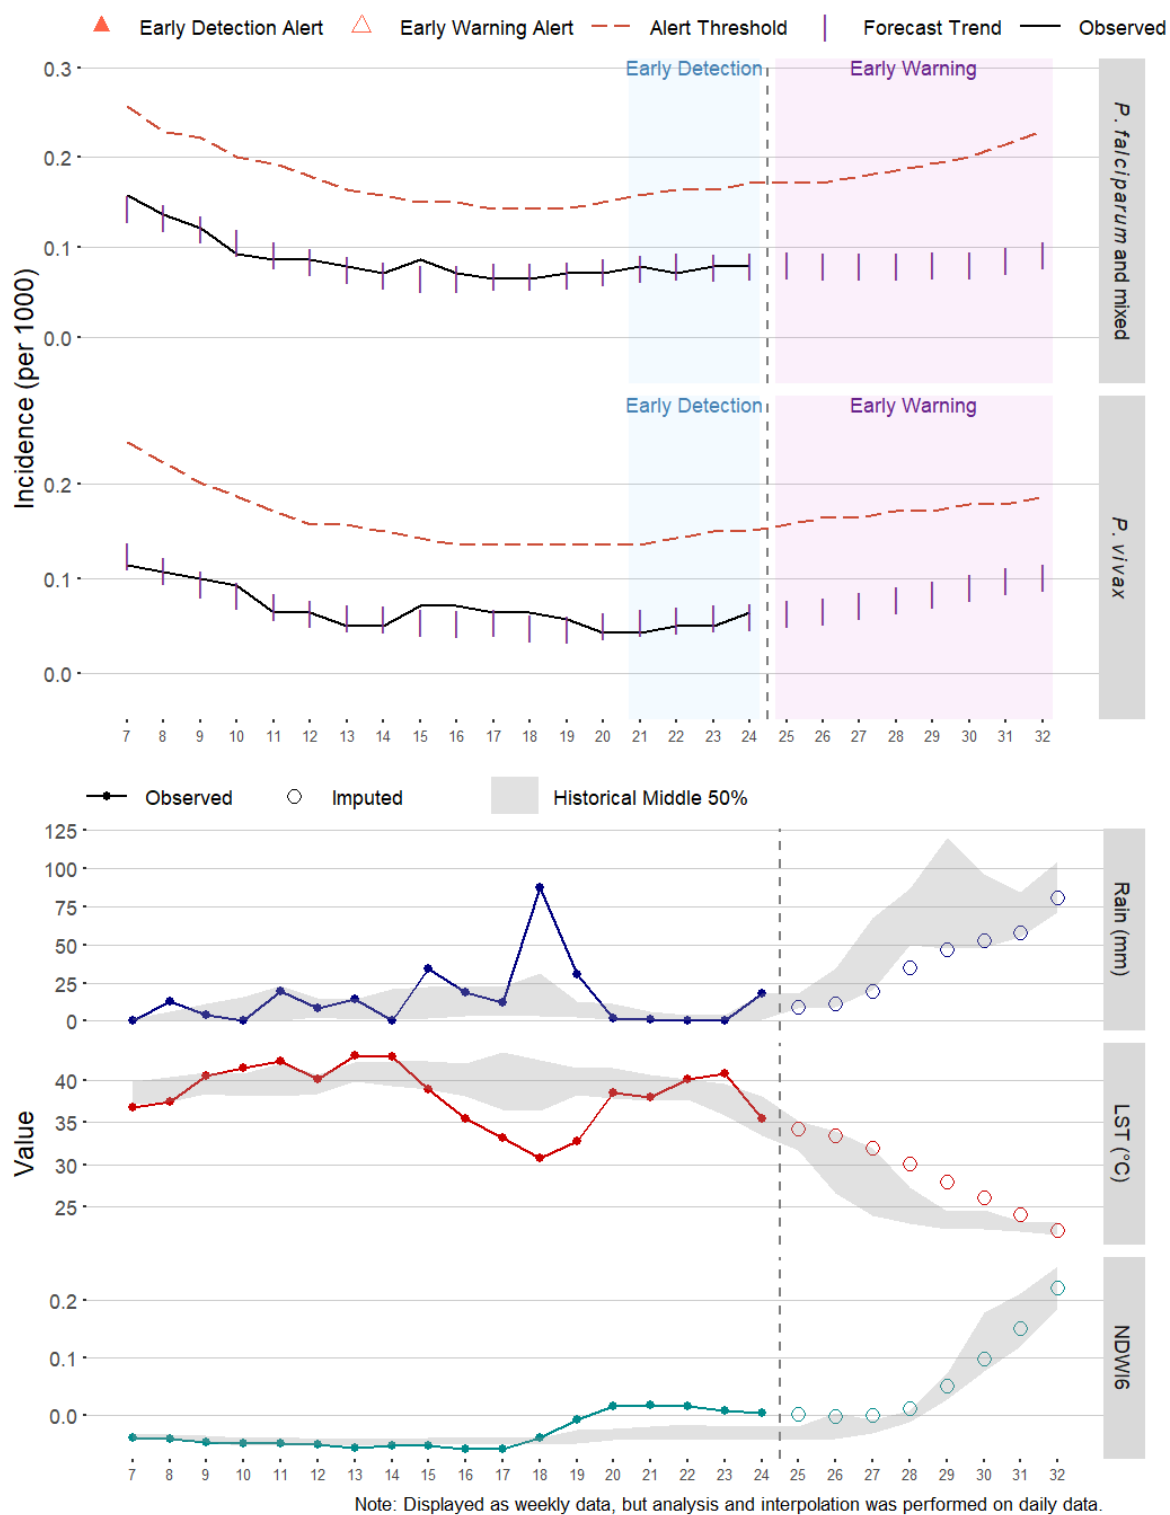 Early Detection Alert Early Warning Alert Alert Threshold Forecast Trend Observed
Early Detection Early Warning
0.3
0.2
0.1
0.0
P. falciparum and mixed
Incidence (per 1000)
Early Detection Early Warning
0.2
0.1
0.0
P. vivax
7 8 9 10 11 12 13 14 15 16 17 18 19 20 21 22 23 24 25 26 27 28 29 30 31 32
Observed Imputed Historical Middle 50%
125
100
75
50
25
0
Rain (mm)
Value
40
35
30
25
LST (°C)
0.2
0.1
0.0
NDWI6
7 8 9 10 11 12 13 14 15 16 17 18 19 20 21 22 23 24 25 26 27 28 29 30 31 32
Note: Displayed as weekly data, but analysis and interpolation was performed on daily data.